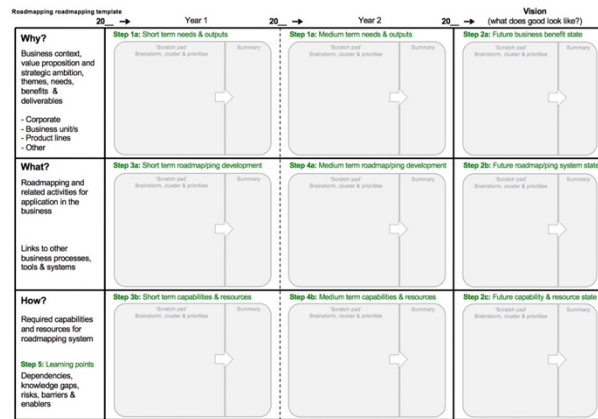 Roadmapping roadmapping template
20__ Year 1 20__ Year 2 20__ Vision
(what does good look like?)
Why?
Business context,
value proposition and
strategic ambition,
themes, needs,
benefits &
deliverables
- Corporate
- Business unit/s
- Product lines
- Other
Step 1a: Short term needs & outputs
'Scratch pad'
Brainstorm, cluster & prioritise
Summary
Step 1a: Medium term needs & outputs
'Scratch pad'
Brainstorm, cluster & prioritise
Summary
Step 2a: Future business benefit state
'Scratch pad'
Brainstorm, cluster & prioritise
Summary
What?
Roadmapping and
related activities for
application in the
business
Links to other
business processes,
tools & systems
Step 3a: Short term roadmap/ping development
'Scratch pad'
Brainstorm, cluster & prioritise
Summary
Step 4a: Medium term roadmap/ping development
'Scratch pad'
Brainstorm, cluster & prioritise
Summary
Step 2b: Future roadmap/ping system state
'Scratch pad'
Brainstorm, cluster & prioritise
Summary
How?
Required capabilities
and resources for
roadmapping system
Step 5: Learning points
Dependencies,
knowledge gaps,
risks, barriers &
enablers
Step 3b: Short term capabilities & resources
'Scratch pad'
Brainstorm, cluster & prioritise
Summary
Step 4b: Medium term capabilities & resources
'Scratch pad'
Brainstorm, cluster & prioritise
Summary
Step 2c: Future capability & resource state
'Scratch pad'
Brainstorm, cluster & prioritise
Summary